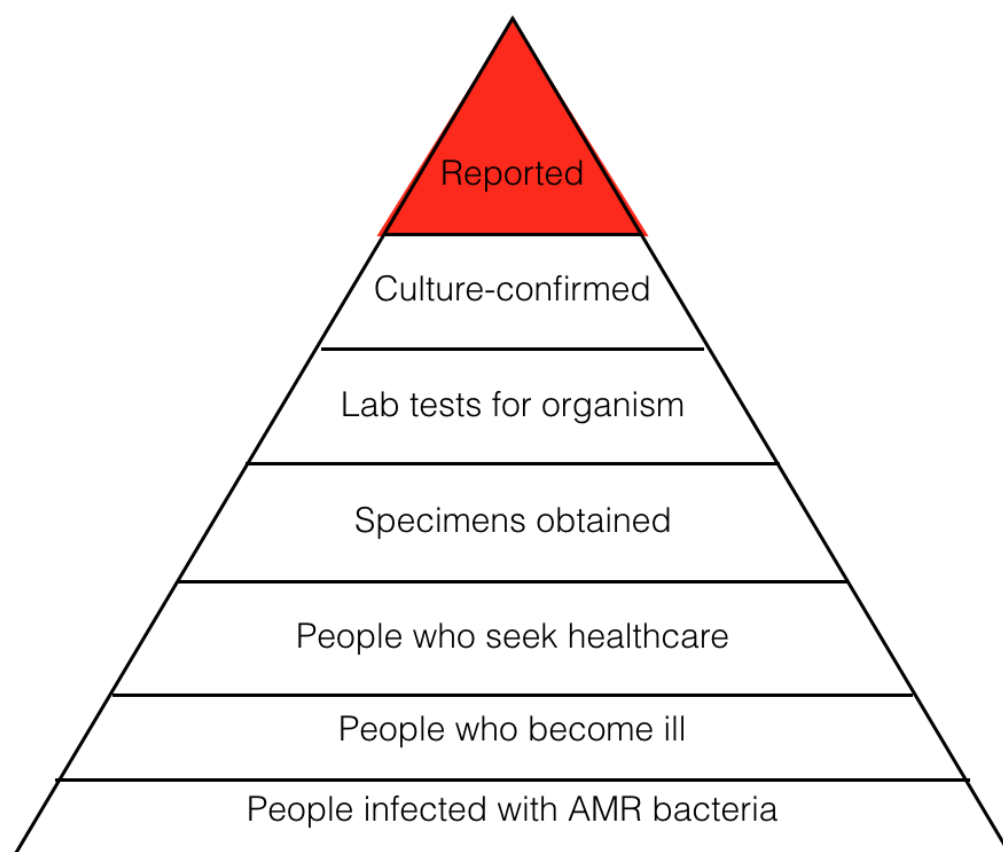 Reported
Culture-confirmed
Lab tests for organism
Specimens obtained
People who seek healthcare
People who become ill
People infected with AMR bacteria